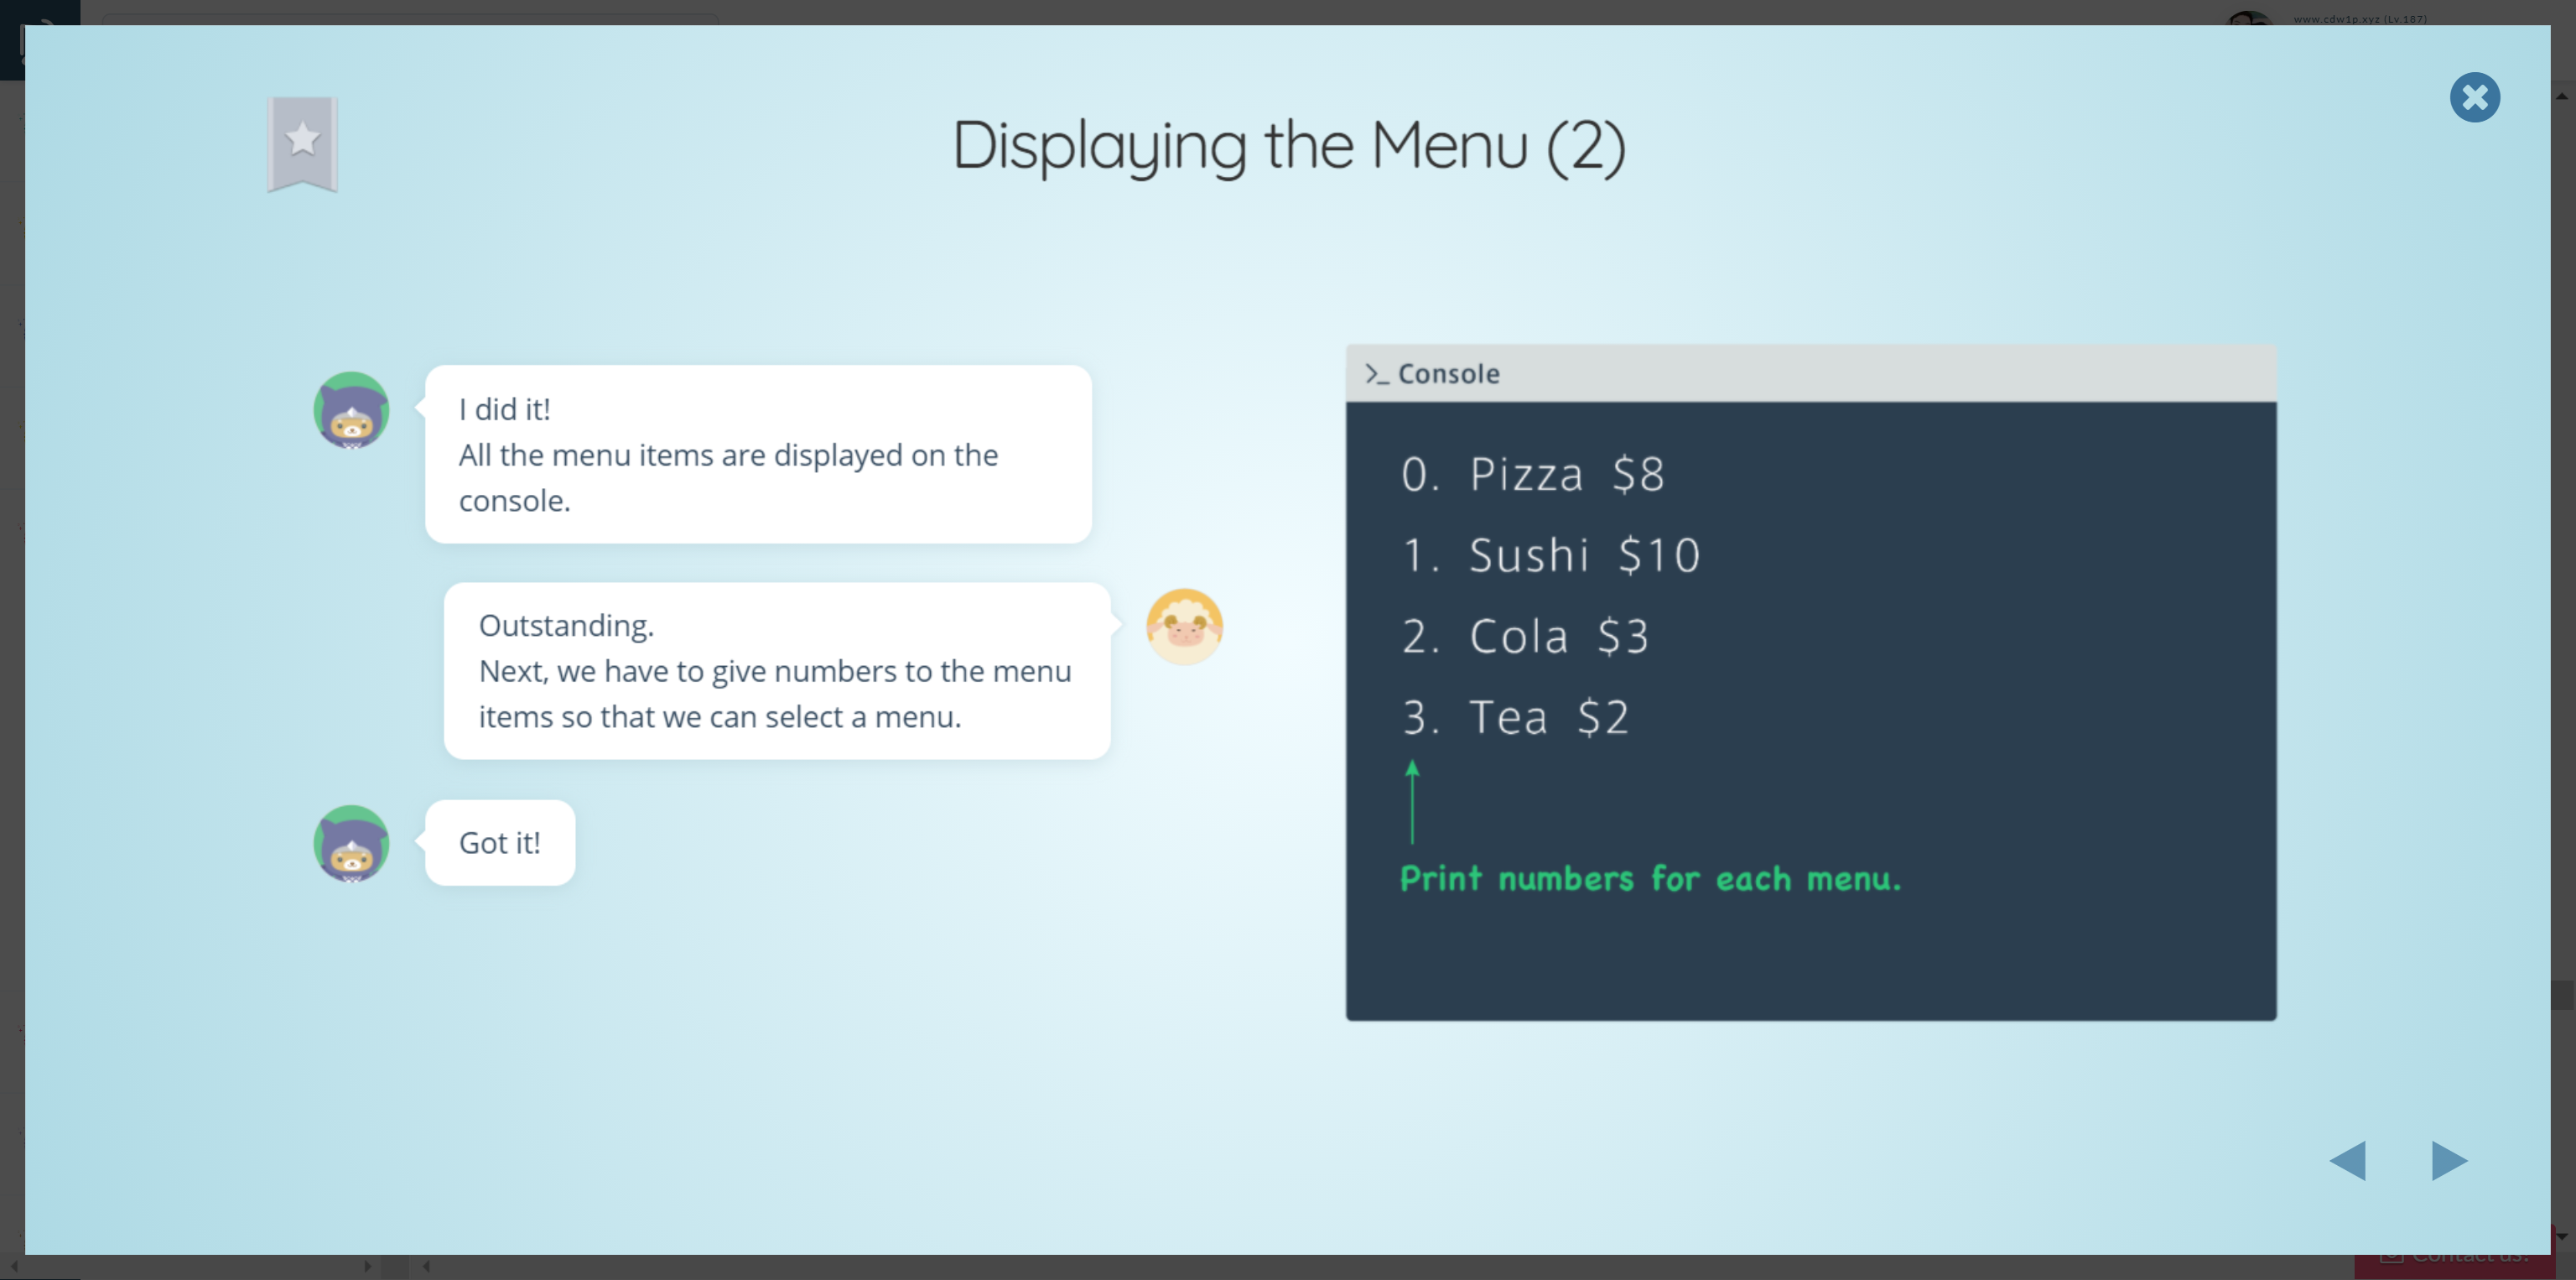 www.cdw1p.xyz (Lv.187)
Displaying the Menu (2)
I did it!
All the menu items are displayed on the
console.
Outstanding.
Next, we have to give numbers to the menu
items so that we can select a menu.
Got it!
>_ Console
0. Pizza $8
1. Sushi $10
2. Cola $3
3. Tea $2
Print numbers for each menu.
Contact us!